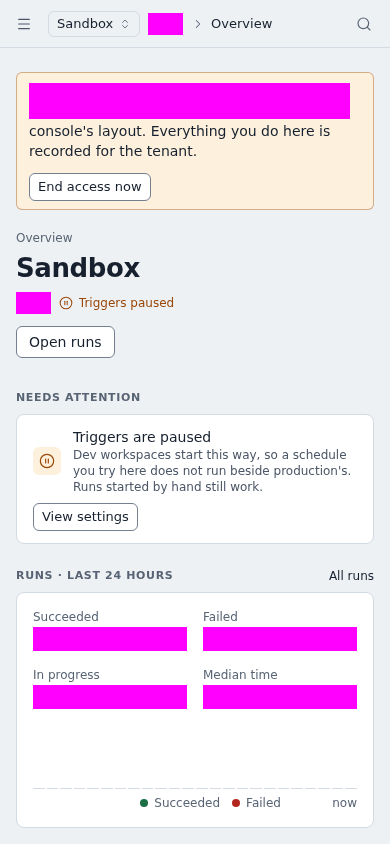 Sandbox
Overview
console's layout. Everything you do here is
recorded for the tenant.
End access now
Overview
Sandbox
Triggers paused
Open runs
NEEDS ATTENTION
Triggers are paused
Dev workspaces start this way, so a schedule
you try here does not run beside production's.
Runs started by hand still work.
View settings
RUNS · LAST 24 HOURS
All runs
Succeeded
Failed
In progress
Median time
Succeeded
Failed
now